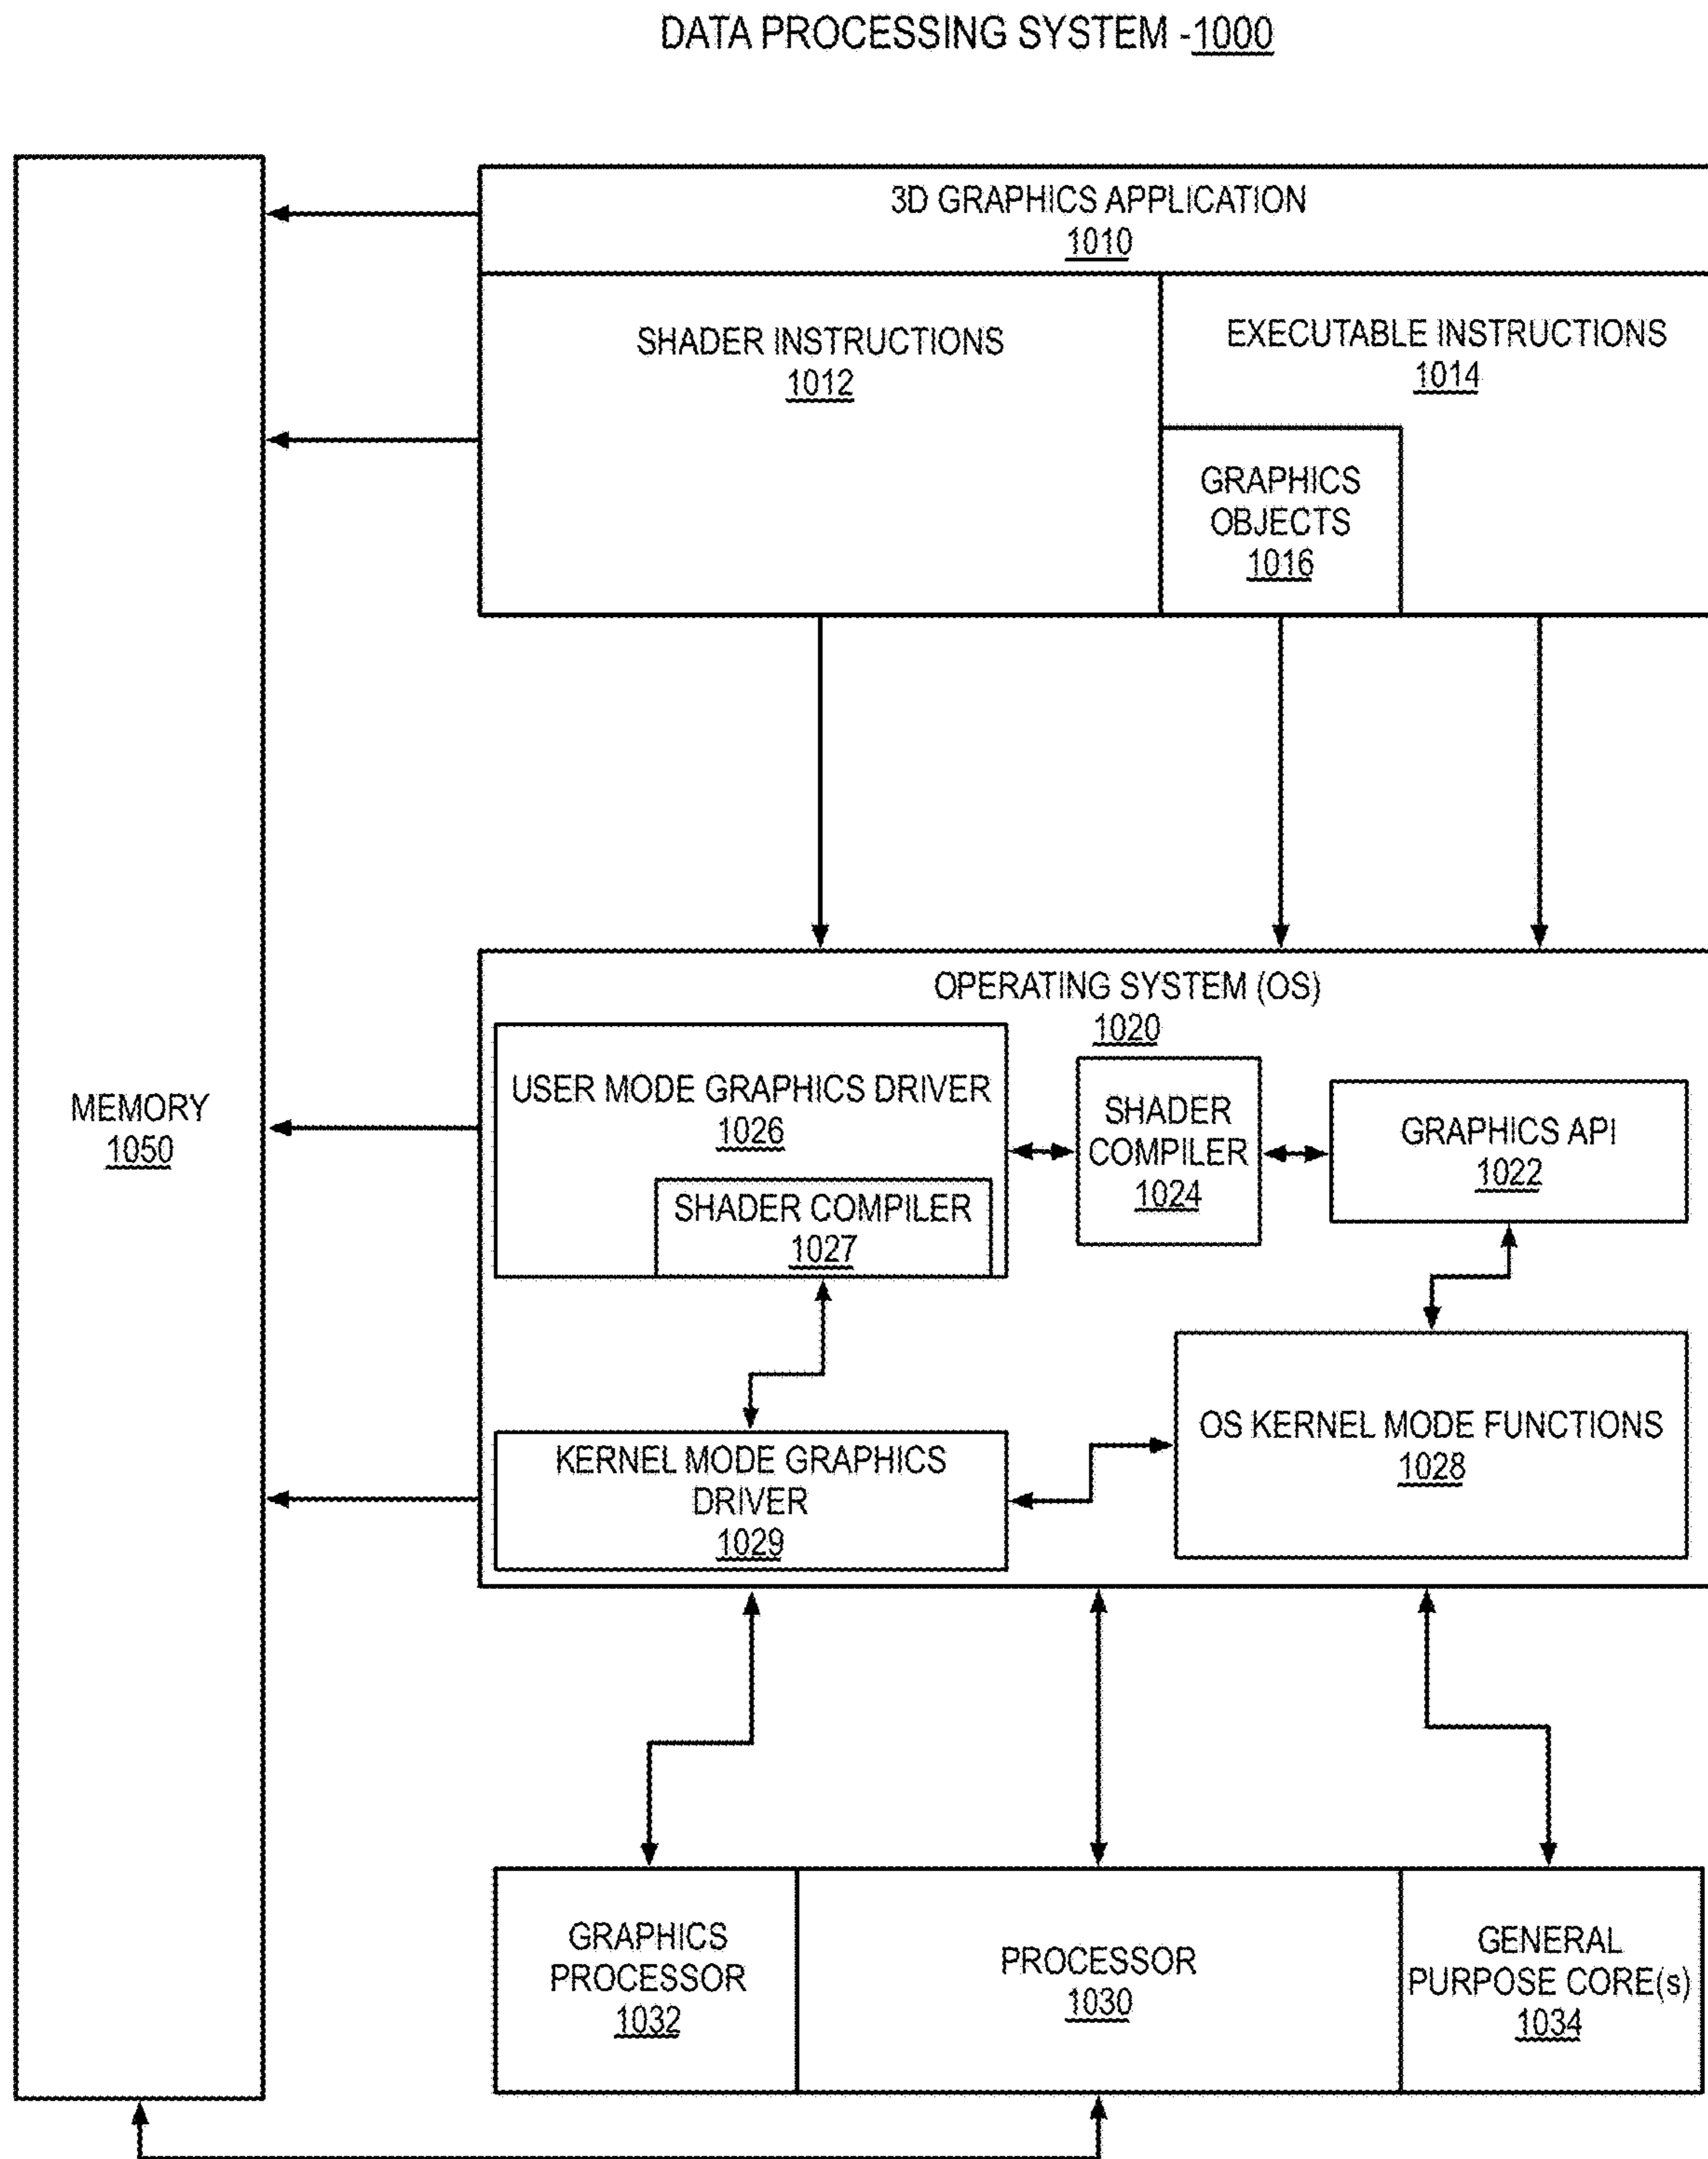 DATA PROCESSING SYSTEM -1000
3D GRAPHICS APPLICATION
1010
SHADER INSTRUCTIONS
1012
EXECUTABLE INSTRUCTIONS
1014
GRAPHICS
OBJECTS
1016
MEMORY
1050
OPERATING SYSTEM (OS)
1020
USER MODE GRAPHICS DRIVER
1026
SHADER COMPILER
1027
SHADER
COMPILER
1024
GRAPHICS API
1022
KERNEL MODE GRAPHICS
DRIVER
1029
OS KERNEL MODE FUNCTIONS
1028
GRAPHICS
PROCESSOR
1032
PROCESSOR
1030
GENERAL
PURPOSE CORE(s)
1034